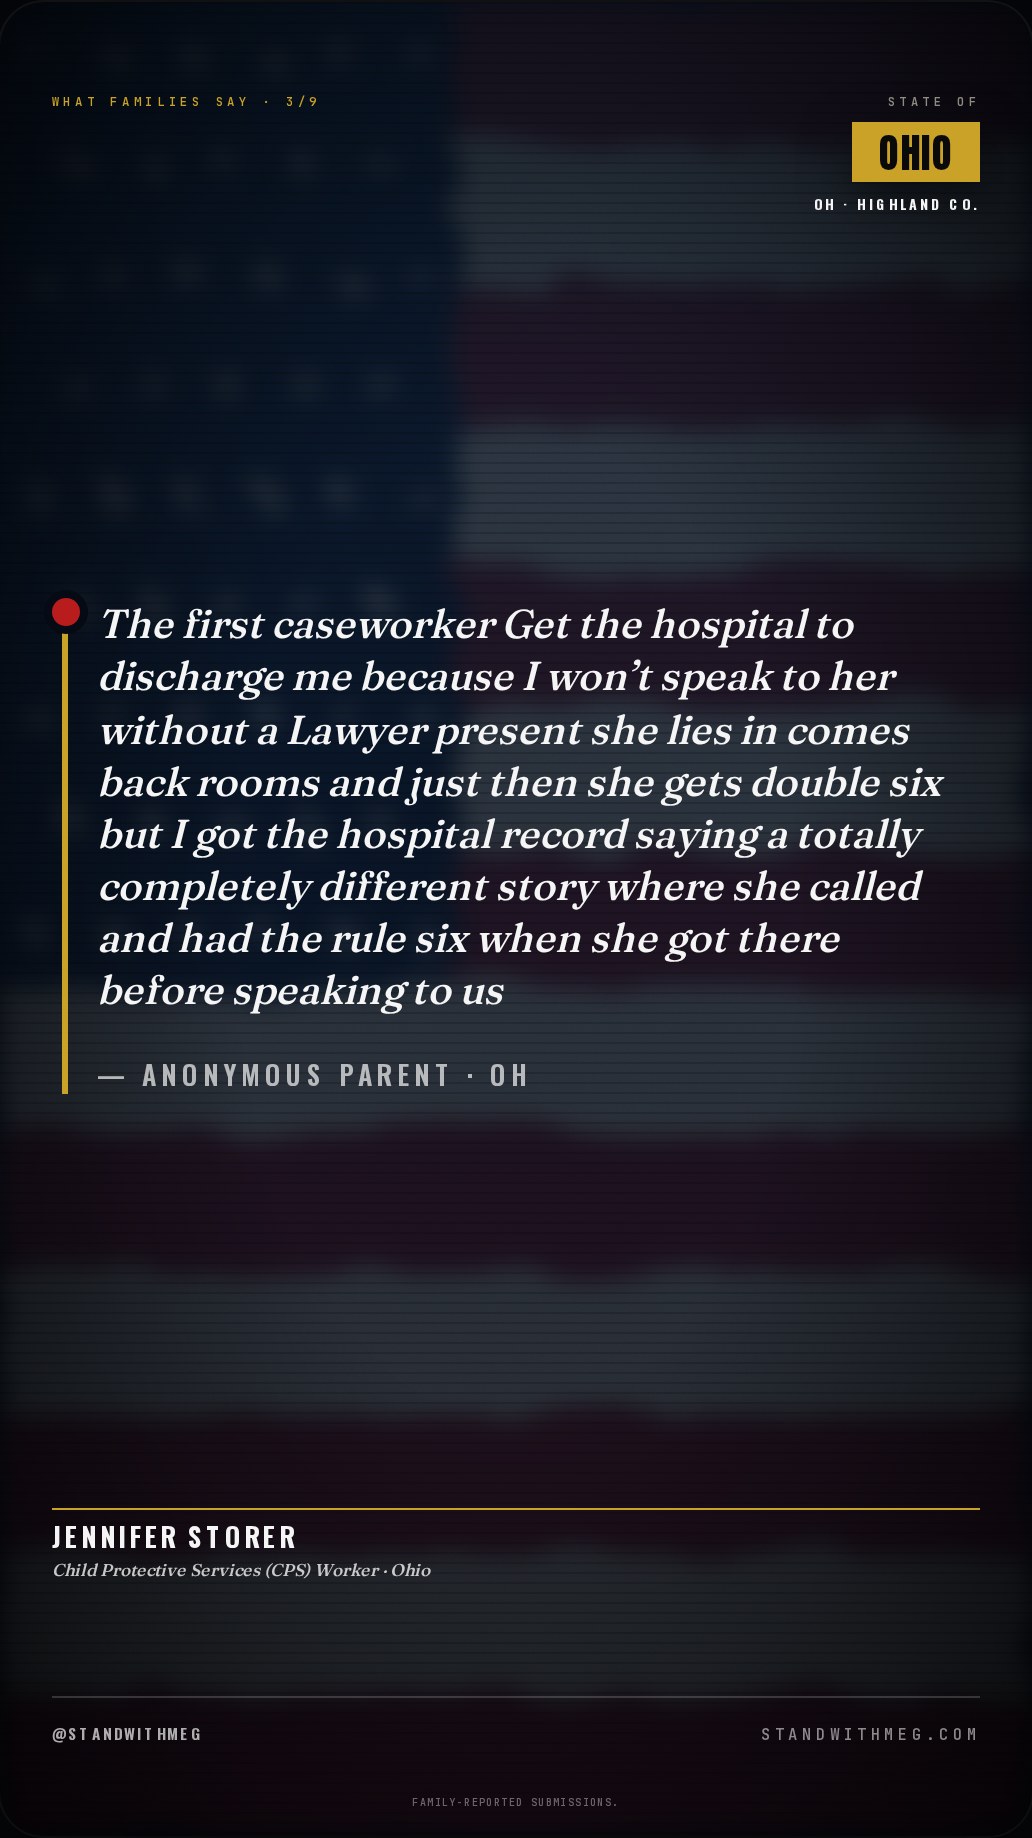 WHAT FAMILIES SAY · 3/9
STATE OF
OHIO
OH · HIGHLAND CO.
The first caseworker Get the hospital to
discharge me because I won’t speak to her
without a Lawyer present she lies in comes
back rooms and just then she gets double six
but I got the hospital record saying a totally
completely different story where she called
and had the rule six when she got there
before speaking to us
— ANONYMOUS PARENT · OH
JENNIFER STORER
Child Protective Services (CPS) Worker · Ohio
@STANDWITHMEG
STANDWITHMEG.COM
FAMILY-REPORTED SUBMISSIONS.